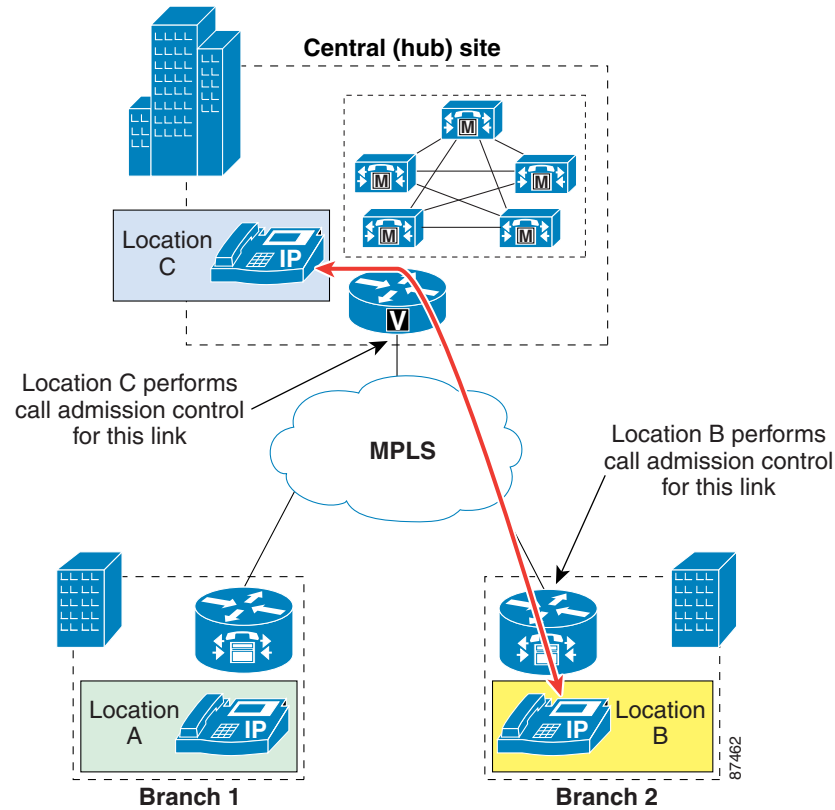 Central (hub) site
M
M
M
M
M
Location
C
IP
V
Location C performs
call admission control
for this link
MPLS
Location B performs
call admission control
for this link
Location
A
IP
Branch 1
IP
Location
B
Branch 2
87462